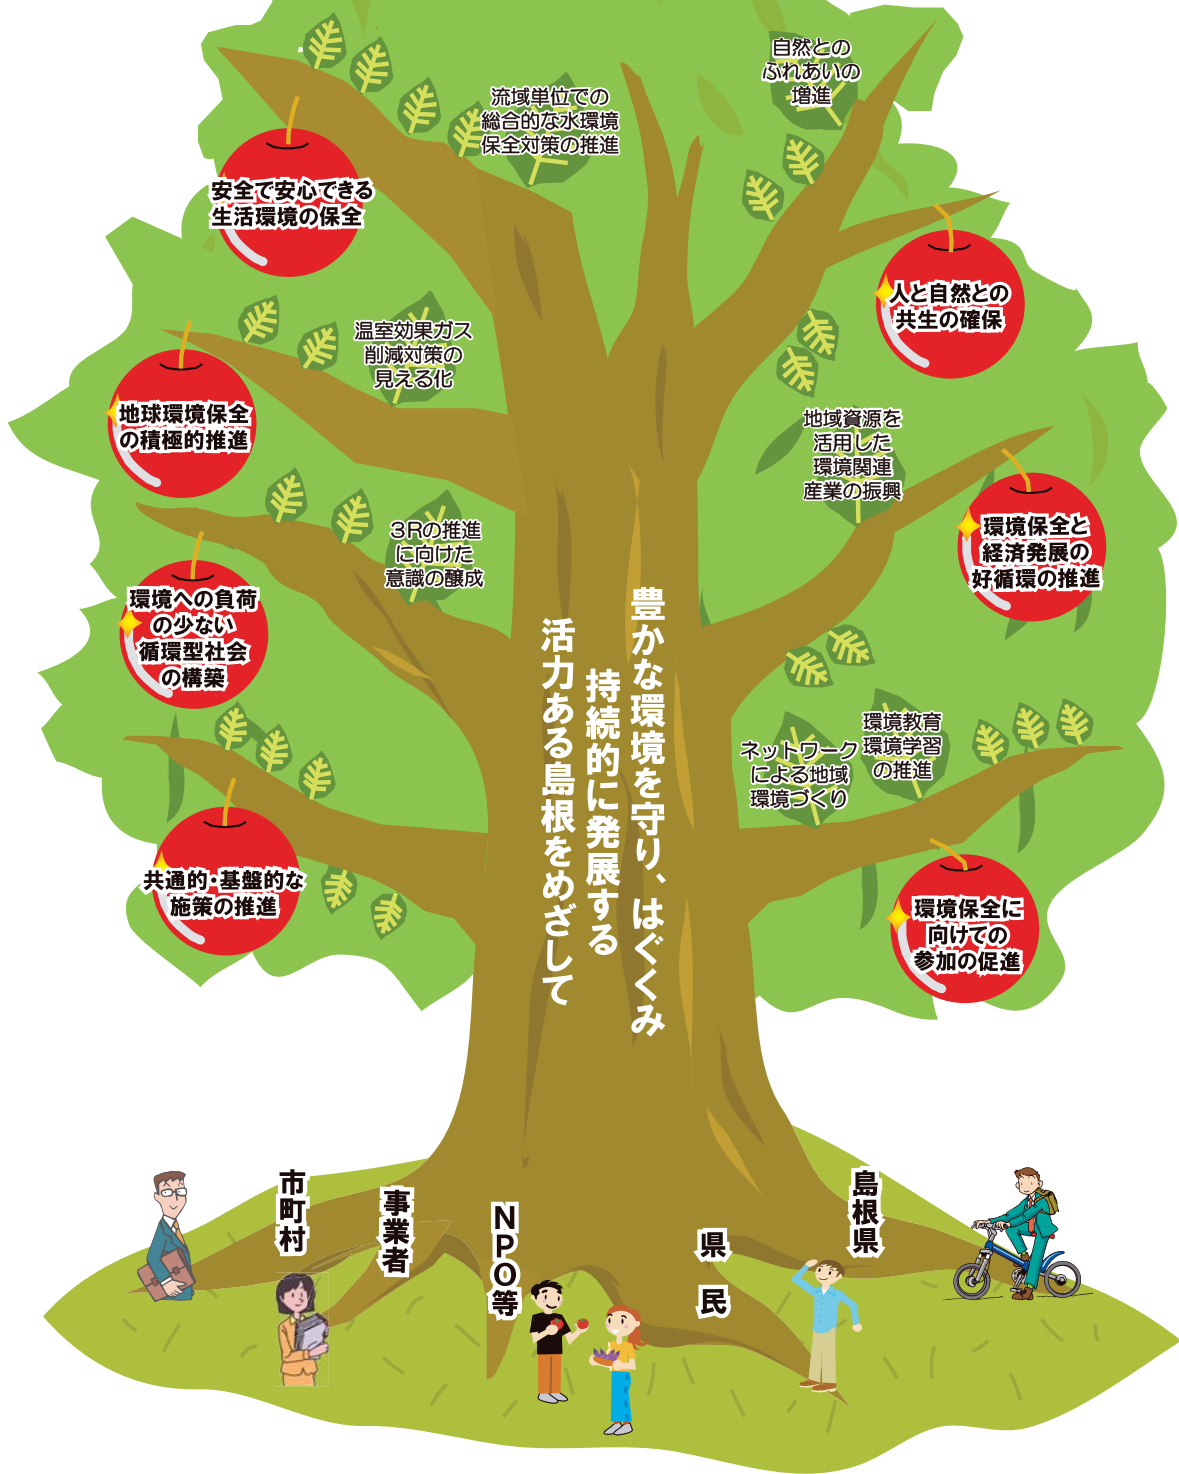 自然との
ふれあいの
増進
流域単位での
総合的な水環境
保全対策の推進
安全で安心できる
生活環境の保全
人と自然との
共生の確保
温室効果ガス
削減対策の
見える化
地球環境保全
の積極的推進
地域資源を
活用した
環境関連
産業の振興
環境保全と
経済発展の
好循環の推進
3Rの推進
に向けた
意識の醸成
環境への負荷
の少ない
循環型社会
の構築
豊かな環境を守り、はぐくみ
持続的に発展する
活力ある島根をめざして
環境教育
環境学習
の推進
ネットワーク
による地域
環境づくり
共通的・基盤的な
施策の推進
環境保全に
向けての
参加の促進
市町村
事業者
NPO等
県民
島根県